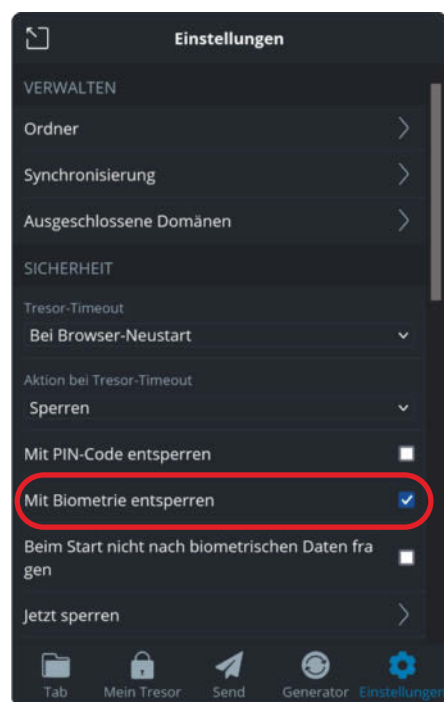 Einstellungen
VERWALTEN
Ordner
Synchronisierung
Ausgeschlossene Domänen
SICHERHEIT
Tresor-Timeout
Bei Browser-Neustart
Aktion bei Tresor-Timeout
Sperren
Mit PIN-Code entsperren
Mit Biometrie entsperren
Beim Start nicht nach biometrischen Daten fra
gen
Jetzt sperren
Tab Mein Tresor Send Generator Einstellungen